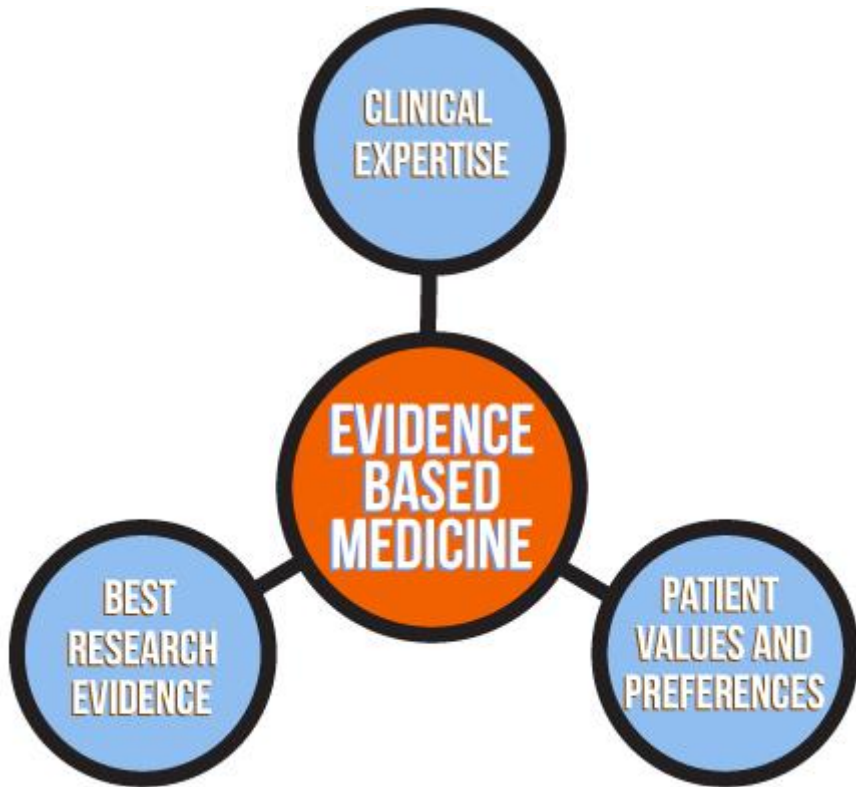 CLINICAL
EXPERTISE
EVIDENCE
BASED
MEDICINE
BEST
RESEARCH
EVIDENCE
PATIENT
VALUES AND
PREFERENCES